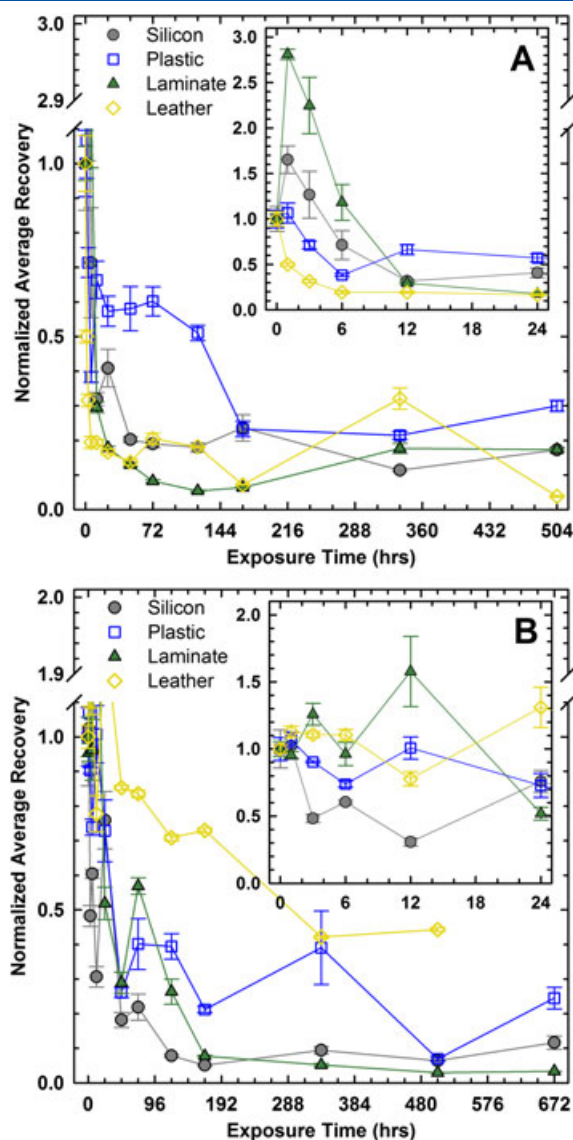 3.0
2.9
1.0
0.5
0.0
Normalized Average Recovery
Silicon
Plastic
Laminate
Leather
A
3.0
2.5
2.0
1.5
1.0
0.5
0.0
0 6 12 18 24
0 72 144 216 288 360 432 504
Exposure Time (hrs)
2.0
1.9
1.0
0.5
0.0
Normalized Average Recovery
Silicon
Plastic
Laminate
Leather
B
2.0
1.5
1.0
0.5
0.0
0 6 12 18 24
0 96 192 288 384 480 576 672
Exposure Time (hrs)